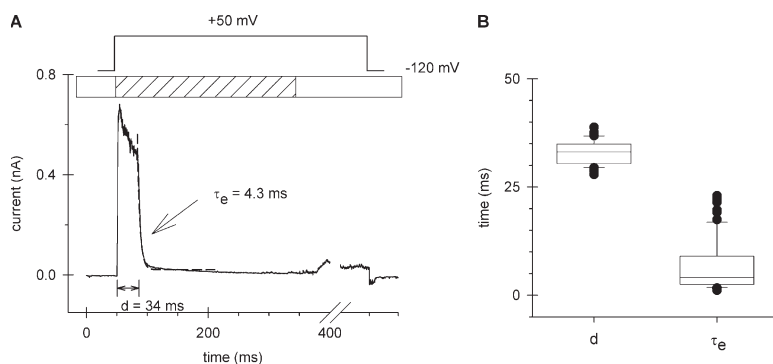 A
+50 mV
-120 mV
0.8
0.4
0.0
current (nA)
τe = 4.3 ms
d = 34 ms
0
200
400
time (ms)
B
50
25
0
time (ms)
d
τe